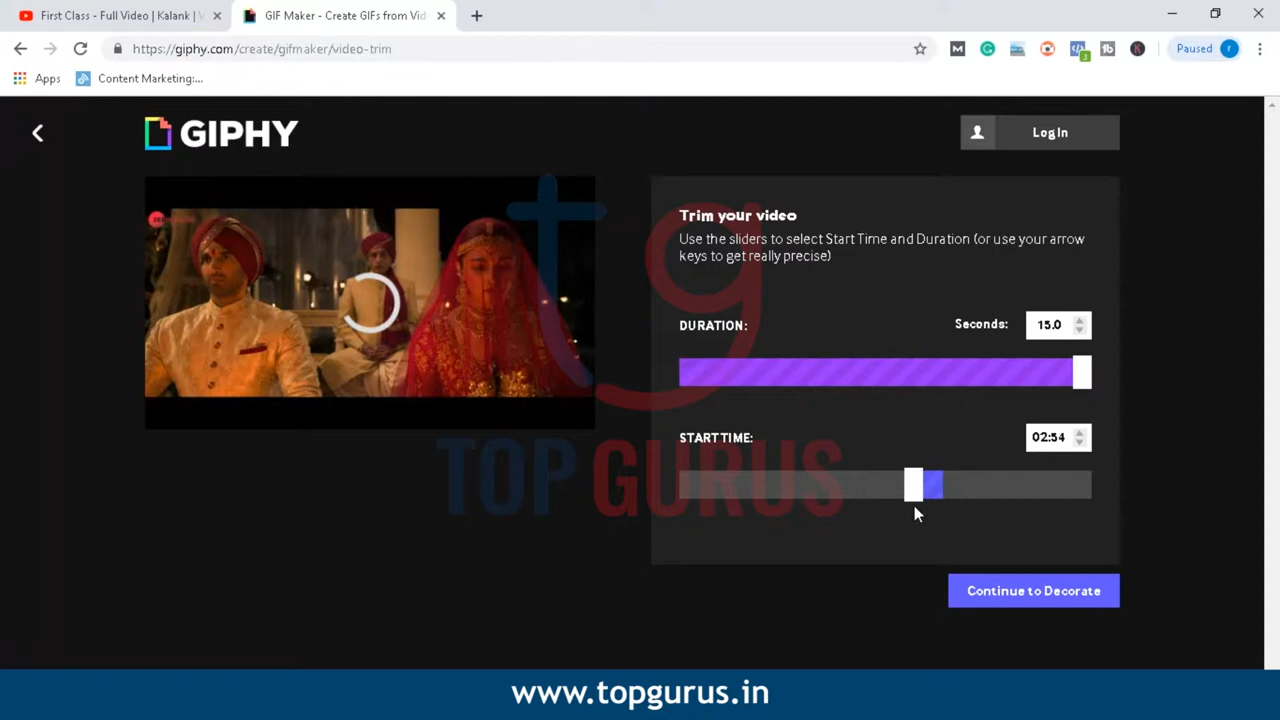 First Class - Full Video | Kalank | V
GIF Maker - Create GIFs from Vid
https://giphy.com/create/gifmaker/video-trim
Paused
r
Apps
Content Marketing:...
GIPHY
Log In
Trim your video
Use the sliders to select Start Time and Duration (or use your arrow
keys to get really precise)
DURATION:
Seconds:
15.0
START TIME:
02:54
Continue to Decorate
tg
TOP GURUS
www.topgurus.in